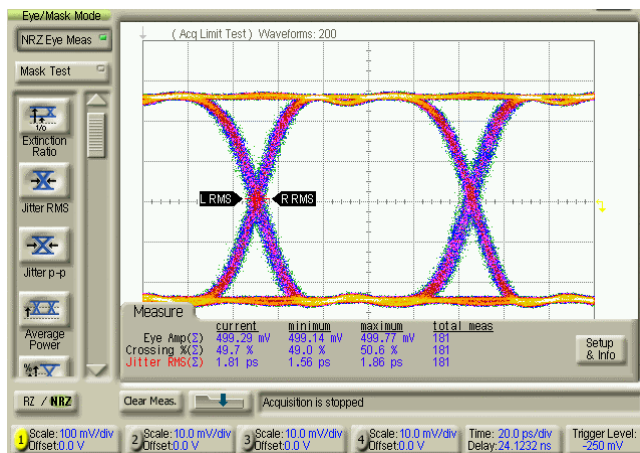 Eye/Mask Mode
NRZ Eye Meas
Mask Test
1/0
Extinction
Ratio
Jitter RMS
Jitter p-p
Average
Power
RZ / NRZ
( Acq Limit Test ) Waveforms: 200
L RMS R RMS
Measure
current minimum maximum total meas
Eye Amp(Σ) 499.29 mV 499.14 mV 499.77 mV 181
Crossing %(Σ) 49.7 % 49.0 % 50.6 % 181
Jitter RMS(Σ) 1.81 ps 1.56 ps 1.86 ps 181
Setup
& Info
Clear Meas. Acquisition is stopped
1 Scale: 100 mV/div
Offset:0.0 V
2 Scale: 10.0 mV/div
Offset:0.0 V
3 Scale: 10.0 mV/div
Offset:0.0 V
4 Scale: 10.0 mV/div
Offset:0.0 V
Time: 20.0 ps/div
Delay:24.1232 ns
Trigger Level:
-250 mV